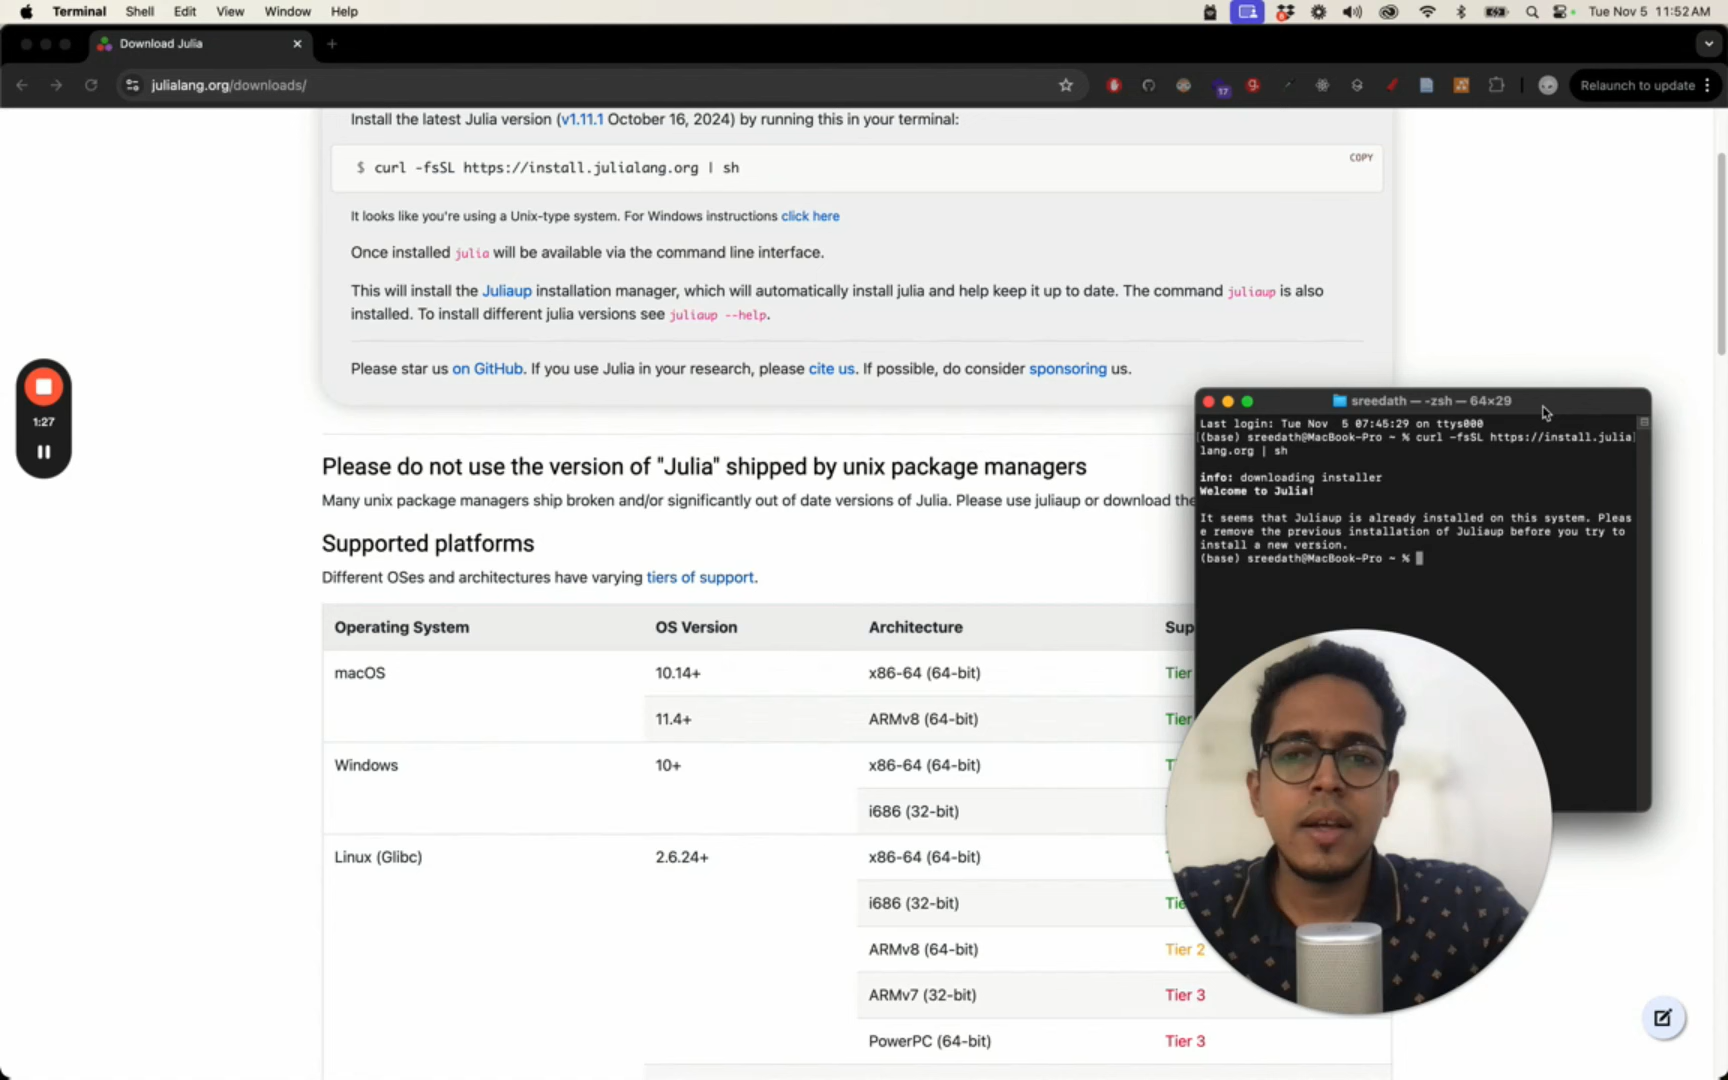 Terminal Shell Edit View Window Help
17
Tue Nov 5 11:52 AM
Download Julia
julialang.org/downloads/
Relaunch to update
Install the latest Julia version (v1.11.1 October 16, 2024) by running this in your terminal:
$ curl -fsSL https://install.julialang.org | sh
COPY
It looks like you're using a Unix-type system. For Windows instructions click here
Once installed julia will be available via the command line interface.
This will install the Juliaup installation manager, which will automatically install julia and help keep it up to date. The command juliaup is also
installed. To install different julia versions see juliaup --help.
Please star us on GitHub. If you use Julia in your research, please cite us. If possible, do consider sponsoring us.
1:27
Please do not use the version of "Julia" shipped by unix package managers
Many unix package managers ship broken and/or significantly out of date versions of Julia. Please use juliaup or download the
Supported platforms
Different OSes and architectures have varying tiers of support.
Operating System OS Version Architecture Sup
macOS 10.14+ x86-64 (64-bit) Tier
11.4+ ARMv8 (64-bit) Tier
Windows 10+ x86-64 (64-bit)
i686 (32-bit)
Linux (Glibc) 2.6.24+ x86-64 (64-bit)
i686 (32-bit) Tie
ARMv8 (64-bit) Tier 2
ARMv7 (32-bit) Tier 3
PowerPC (64-bit) Tier 3
sreedath — -zsh — 64×29
Last login: Tue Nov 5 07:45:29 on ttys000
(base) sreedath@MacBook-Pro ~ % curl -fsSL https://install.julia
lang.org | sh
info: downloading installer
Welcome to Julia!
It seems that Juliaup is already installed on this system. Pleas
e remove the previous installation of Juliaup before you try to
install a new version.
(base) sreedath@MacBook-Pro ~ %